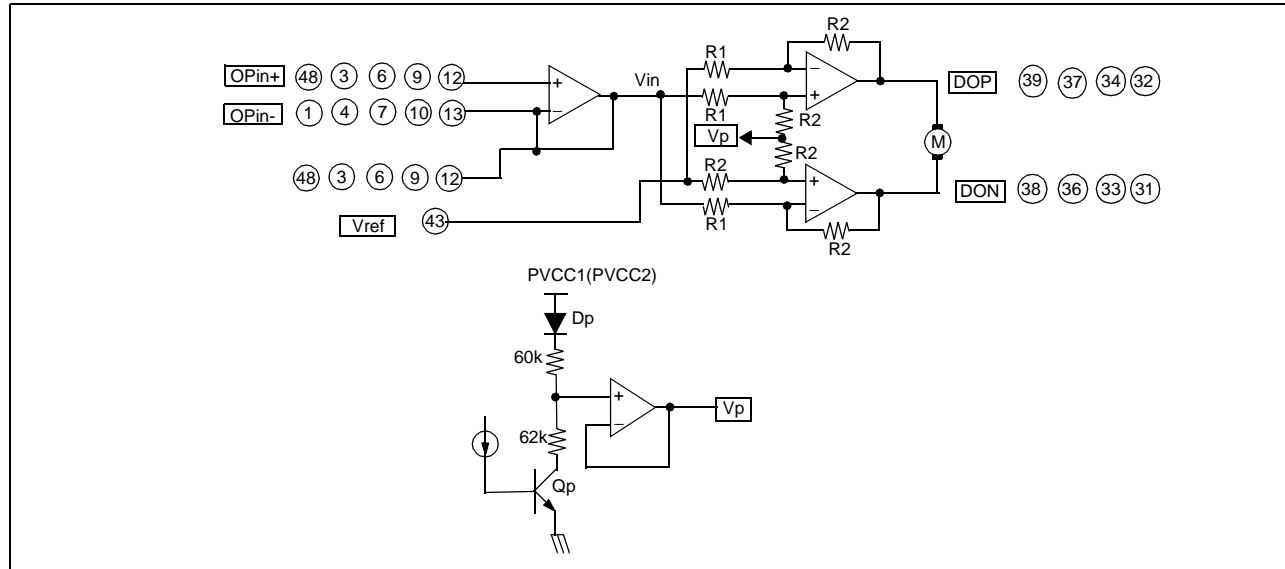 R2
R1
OPin+ 48 3 6 9 12 + Vin − DOP 39 37 34 32
+
OPin- 1 4 7 10 13 − R1 R2
Vp M
R2
48 3 6 9 12 R2 + DON 38 36 33 31
−
Vref 43 R1 R2
PVCC1(PVCC2)
Dp
60k
+ Vp
62k −
Qp